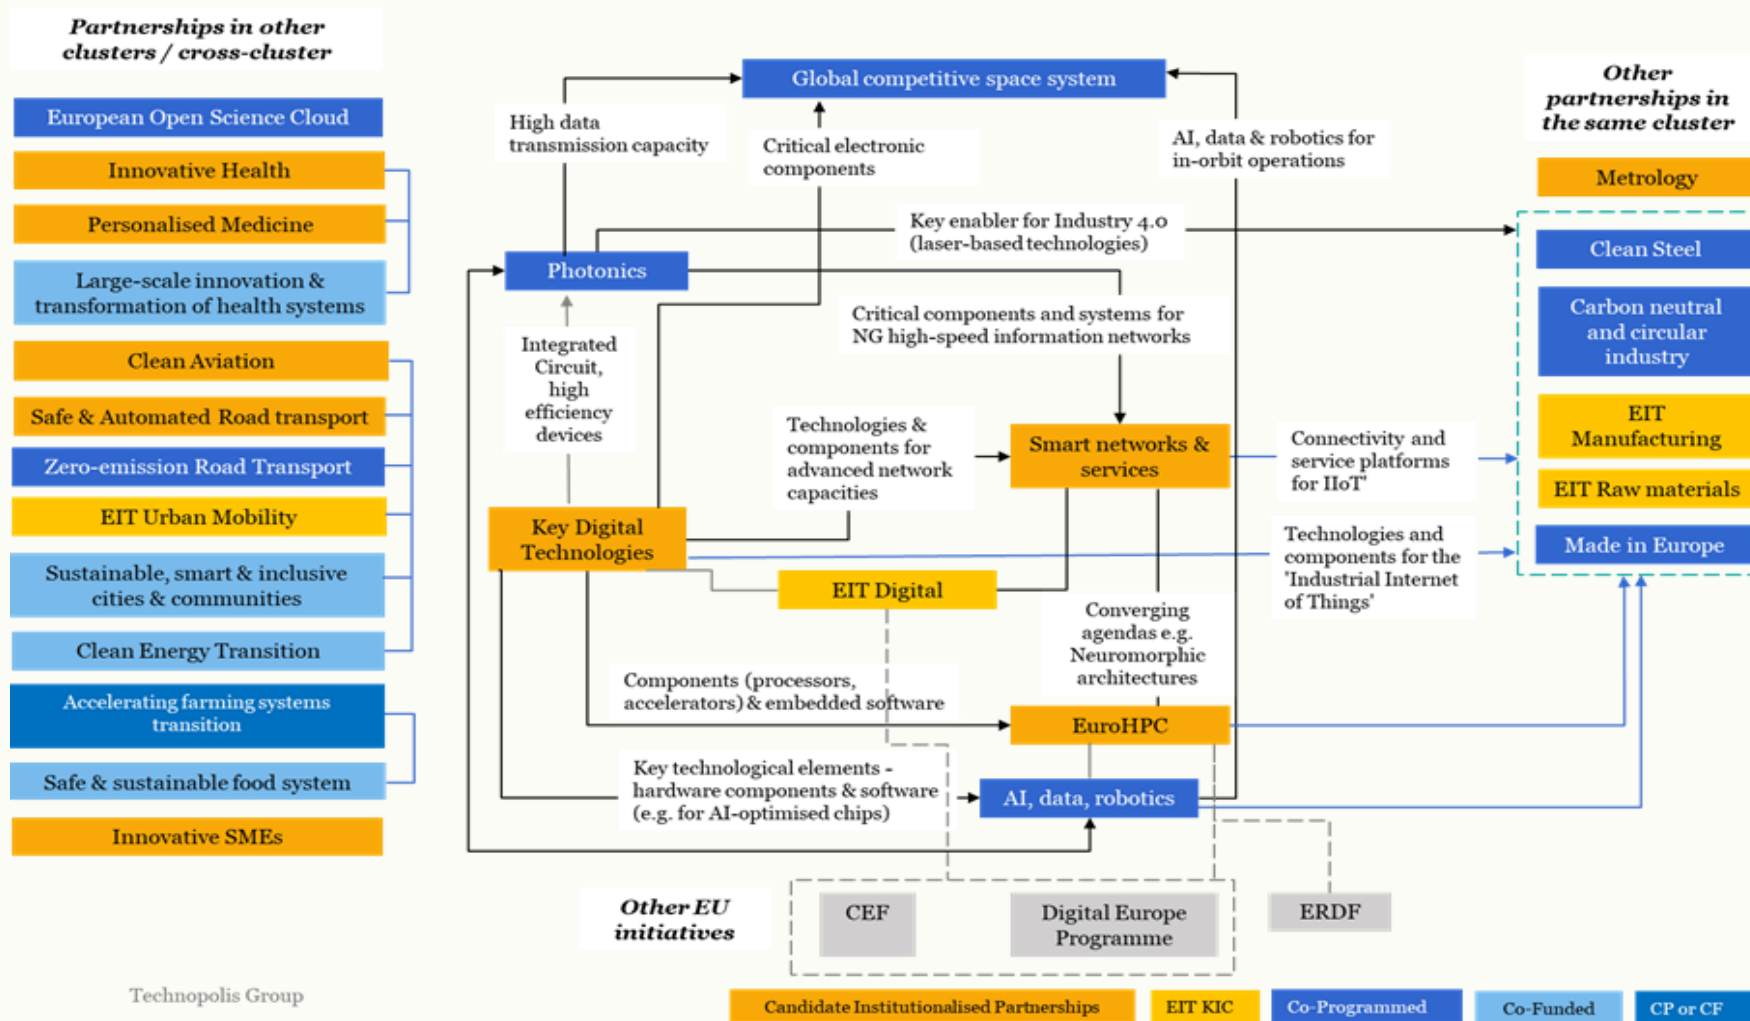 Partnerships in other
clusters / cross-cluster
European Open Science Cloud
Innovative Health
Personalised Medicine
Large-scale innovation &
transformation of health systems
Clean Aviation
Safe & Automated Road transport
Zero-emission Road Transport
EIT Urban Mobility
Sustainable, smart & inclusive
cities & communities
Clean Energy Transition
Accelerating farming systems
transition
Safe & sustainable food system
Innovative SMEs
Technopolis Group
Global competitive space system
High data
transmission capacity
Critical electronic
components
AI, data & robotics for
in-orbit operations
Key enabler for Industry 4.0
(laser-based technologies)
Photonics
Critical components and systems for
NG high-speed information networks
Integrated
Circuit,
high
efficiency
devices
Technologies &
components for
advanced network
capacities
Smart networks &
services
Connectivity and
service platforms
for IIoT'
Key Digital
Technologies
Technologies and
components for the
'Industrial Internet
of Things'
EIT Digital
Converging
agendas e.g.
Neuromorphic
architectures
Components (processors,
accelerators) & embedded software
EuroHPC
Key technological elements -
hardware components & software
(e.g. for AI-optimised chips)
AI, data, robotics
Other
partnerships in
the same cluster
Metrology
Clean Steel
Carbon neutral
and circular
industry
EIT
Manufacturing
EIT Raw materials
Made in Europe
Other EU
initiatives
CEF
Digital Europe
Programme
ERDF
Candidate Institutionalised Partnerships
EIT KIC
Co-Programmed
Co-Funded
CP or CF